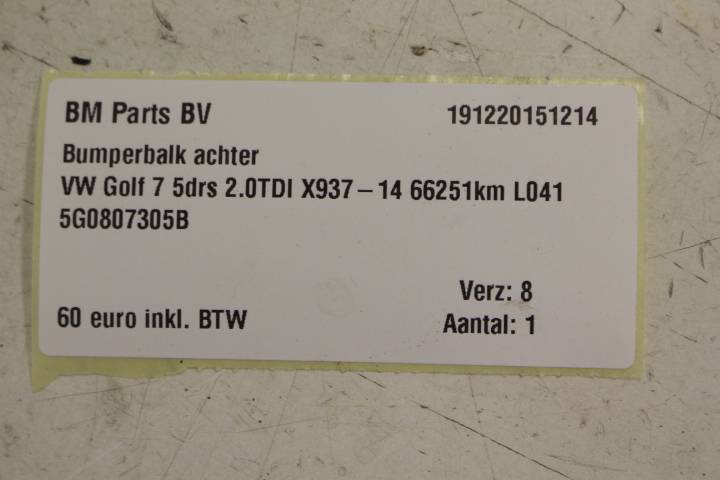 BM Parts BV 191220151214
Bumperbalk achter
VW Golf 7 5drs 2.0TDI X937-14 66251km L041
5G0807305B
Verz: 8
60 euro inkl. BTW Aantal: 1